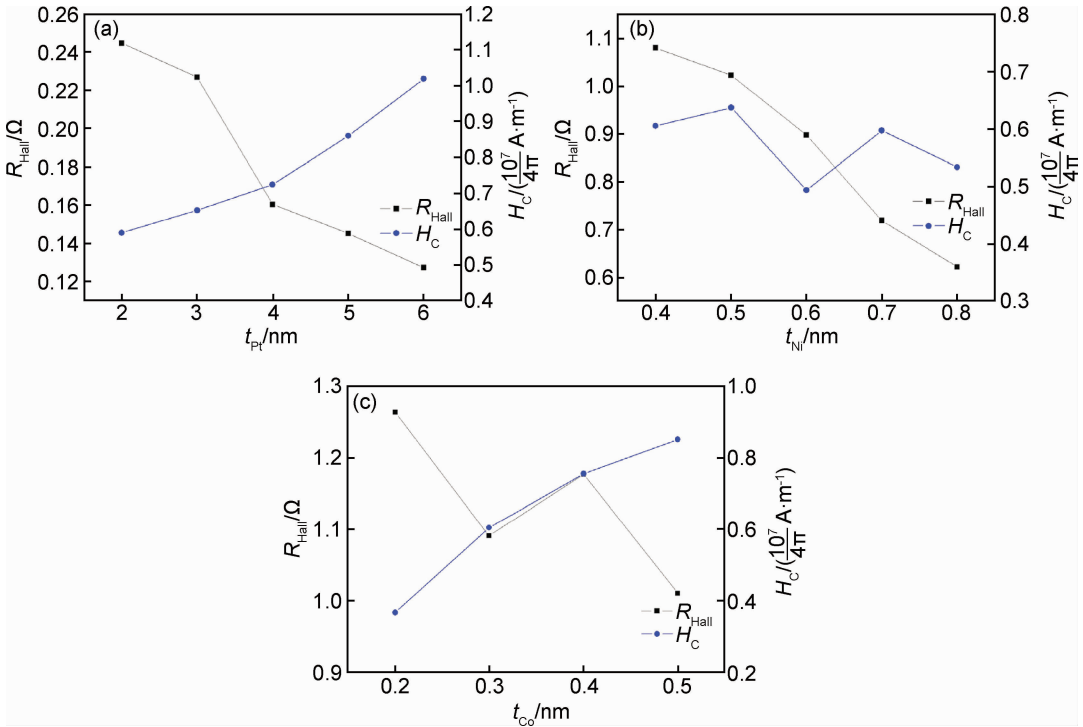 (a)
0.26
0.24
0.22
0.20
0.18
0.16
0.14
0.12
R_Hall/Ω
1.2
1.1
1.0
0.9
0.8
0.7
0.6
0.5
0.4
H_C/(10⁷/4π A·m⁻¹)
R_Hall
H_C
2 3 4 5 6
t_Pt/nm
(b)
1.1
1.0
0.9
0.8
0.7
0.6
R_Hall/Ω
0.8
0.7
0.6
0.5
0.4
0.3
H_C/(10⁷/4π A·m⁻¹)
R_Hall
H_C
0.4 0.5 0.6 0.7 0.8
t_Ni/nm
(c)
1.3
1.2
1.1
1.0
0.9
R_Hall/Ω
1.0
0.8
0.6
0.4
0.2
H_C/(10⁷/4π A·m⁻¹)
R_Hall
H_C
0.2 0.3 0.4 0.5
t_Co/nm